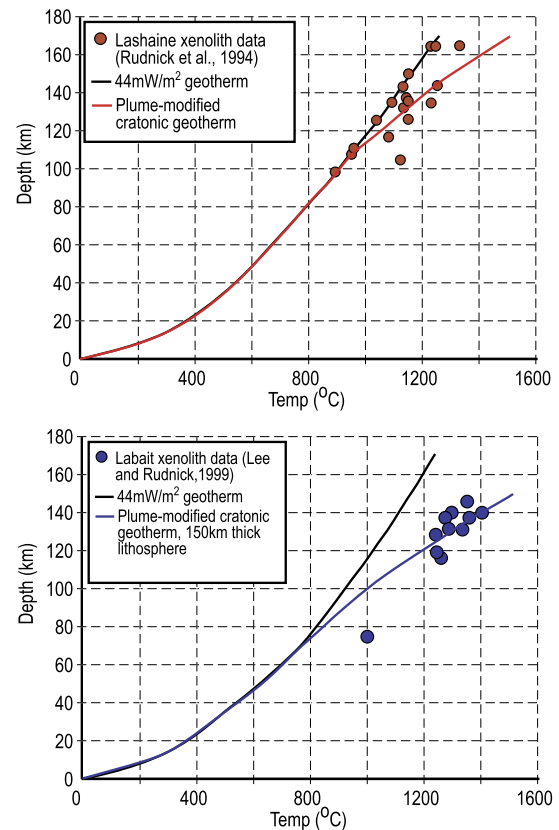 180
160
140
120
100
80
60
40
20
0
Depth (km)
Lashaine xenolith data
(Rudnick et al., 1994)
44mW/m² geotherm
Plume-modified
cratonic geotherm
0 400 800 1200 1600
Temp (⁰C)
180
160
140
120
100
80
60
40
20
0
Depth (km)
Labait xenolith data (Lee
and Rudnick,1999)
44mW/m² geotherm
Plume-modified cratonic
geotherm, 150km thick
lithosphere
0 400 800 1200 1600
Temp (⁰C)